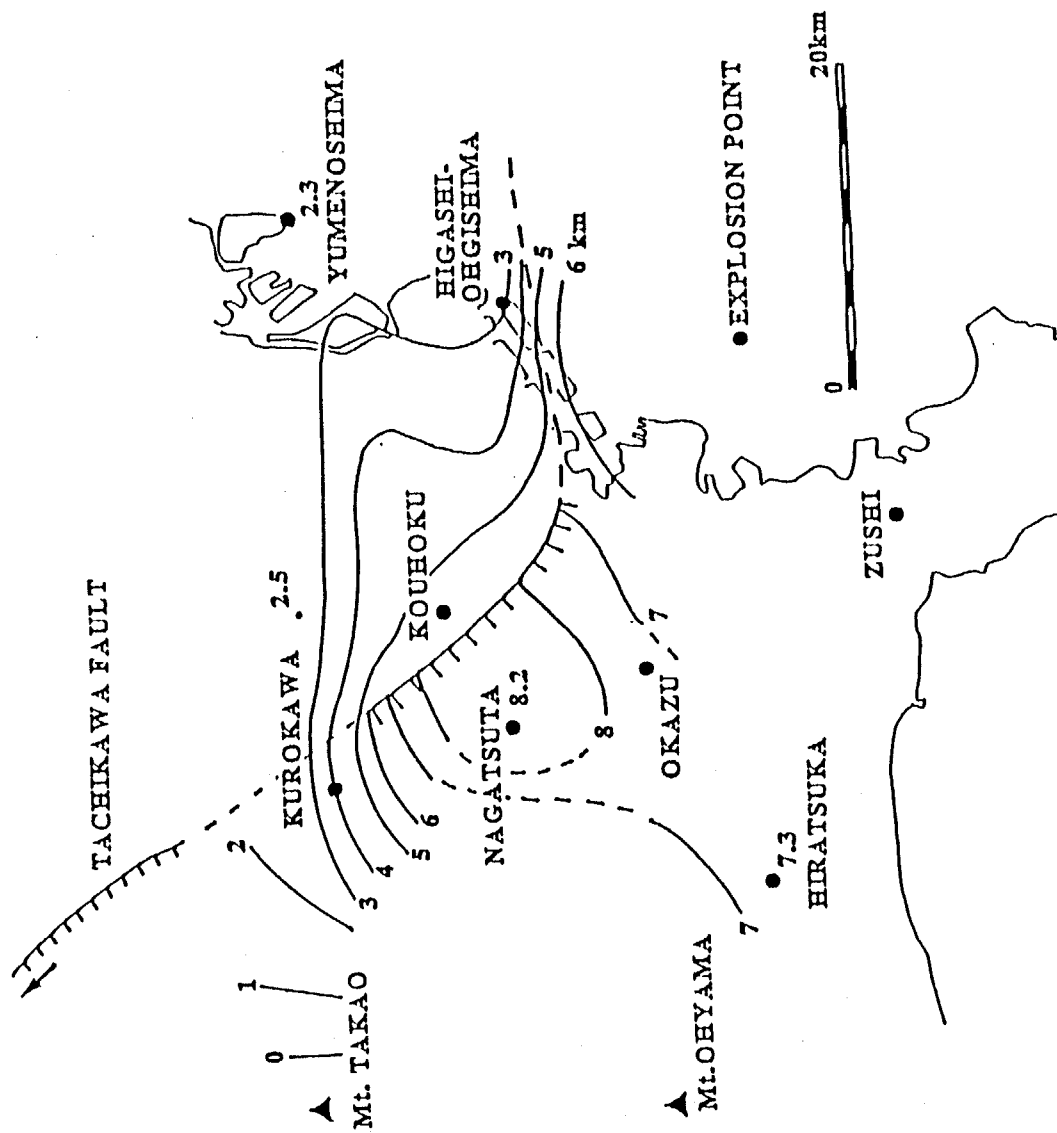 TACHIKAWA FAULT
2
1
0
2.5
KUROKAWA
2.3
YUMENOSHIMA
Mt. TAKAO
3
4
5
6
KOUHOKU
HIGASHI-
OHGISHIMA
NAGATSUTA
8.2
3
5
6 km
8
7
OKAZU
Mt.OHYAMA
EXPLOSION POINT
7
7.3
HIRATSUKA
0 20km
ZUSHI